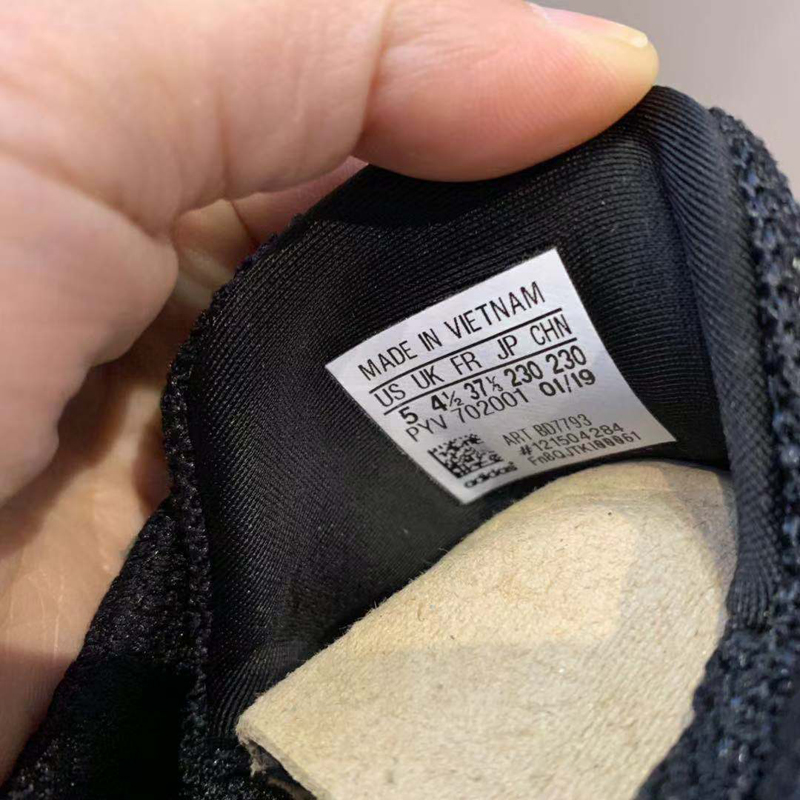 MADE IN VIETNAM
US UK FR JP CHN
5 4½ 37⅓ 230 230
PYV 702001 01/19
ART BD7793
#121504284
adidas